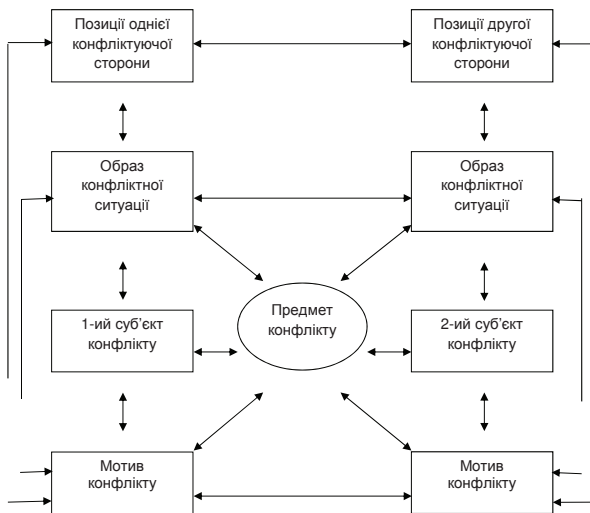 Позиції однієї
конфліктуючої
сторони
Позиції другої
конфліктуючої
сторони
Образ
конфліктної
ситуації
Образ
конфліктної
ситуації
Предмет
конфлікту
1-ий суб’єкт
конфлікту
2-ий суб’єкт
конфлікту
Мотив
конфлікту
Мотив
конфлікту